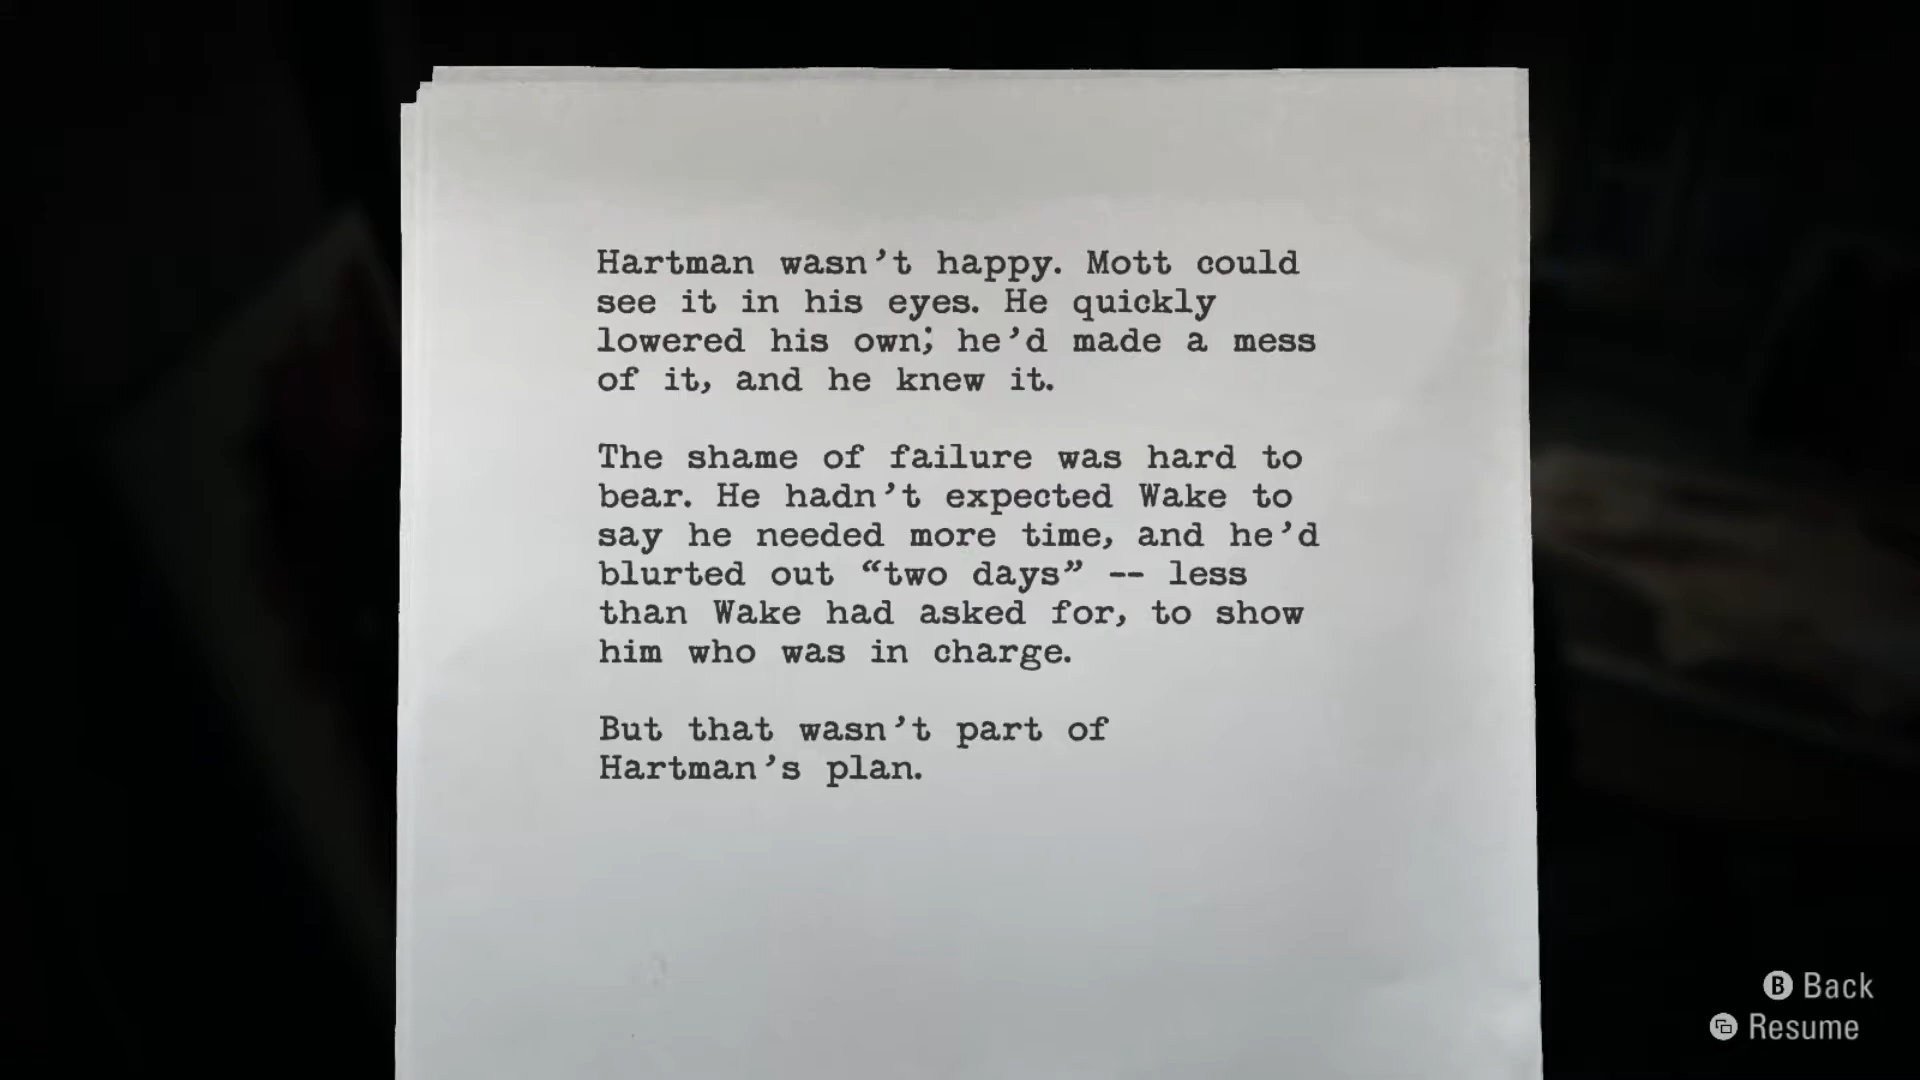 Hartman wasn’t happy. Mott could
see it in his eyes. He quickly
lowered his own; he’d made a mess
of it, and he knew it.
The shame of failure was hard to
bear. He hadn’t expected Wake to
say he needed more time, and he’d
blurted out “two days” -- less
than Wake had asked for, to show
him who was in charge.
But that wasn’t part of
Hartman’s plan.
B Back
Resume